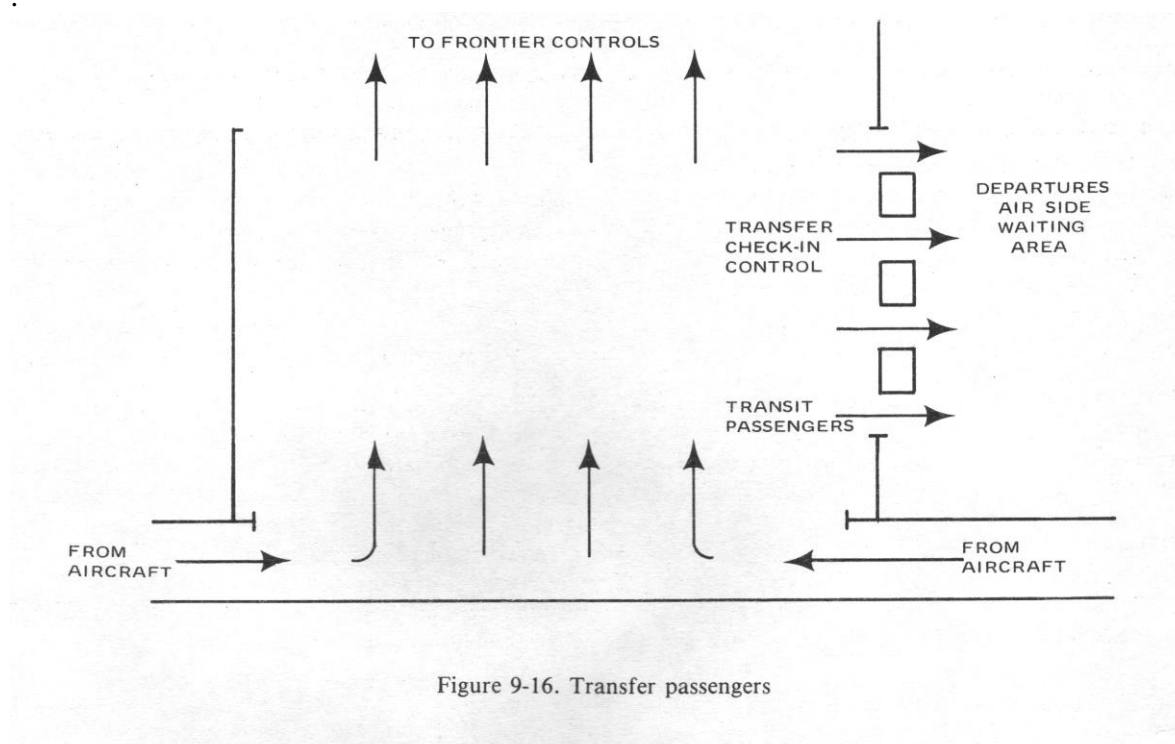 TO FRONTIER CONTROLS
DEPARTURES
AIR SIDE
WAITING
AREA
TRANSFER
CHECK-IN
CONTROL
TRANSIT
PASSENGERS
FROM
AIRCRAFT
FROM
AIRCRAFT
Figure 9-16. Transfer passengers